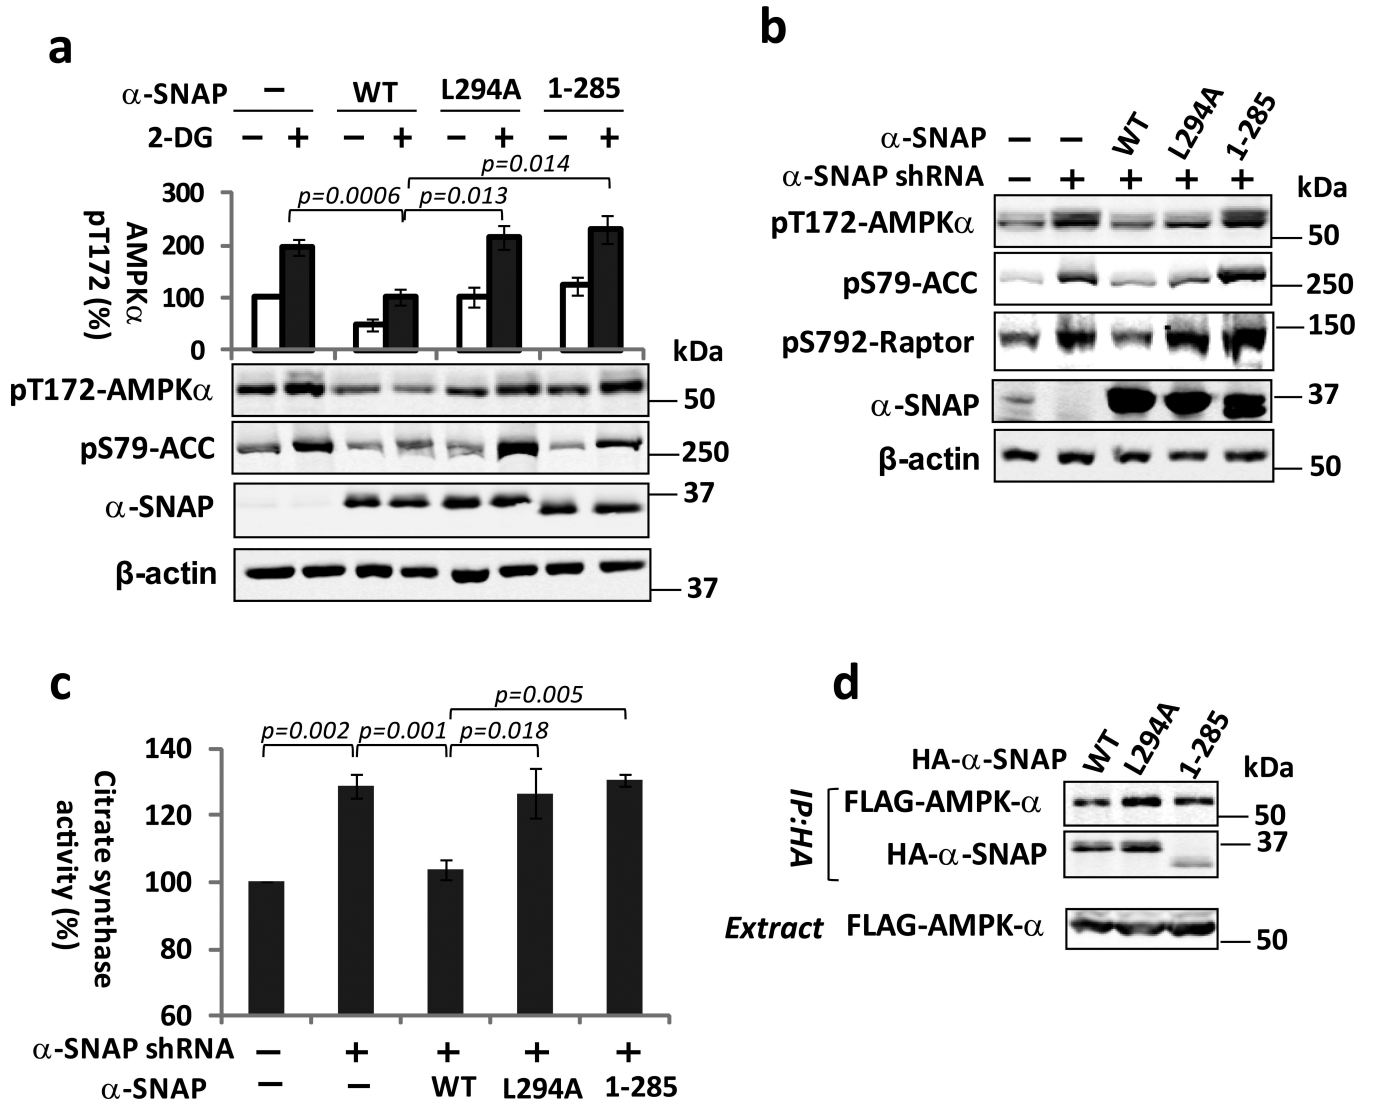 a
α-SNAP − WT L294A 1-285
2-DG − + − + − + − +
p=0.014
p=0.0006 p=0.013
AMPKα
pT172 (%)
300
200
100
0
kDa
pT172-AMPKα 50
pS79-ACC 250
α-SNAP 37
β-actin 37
b
α-SNAP − − WT L294A 1-285
α-SNAP shRNA − + + + +
kDa
pT172-AMPKα 50
pS79-ACC 250
pS792-Raptor 150
α-SNAP 37
β-actin 50
c
p=0.005
p=0.002 p=0.001 p=0.018
Citrate synthase
activity (%)
140
120
100
80
60
α-SNAP shRNA − + + + +
α-SNAP − − WT L294A 1-285
d
HA-α-SNAP WT L294A 1-285
kDa
IP:HA
FLAG-AMPK-α 50
HA-α-SNAP 37
Extract FLAG-AMPK-α 50